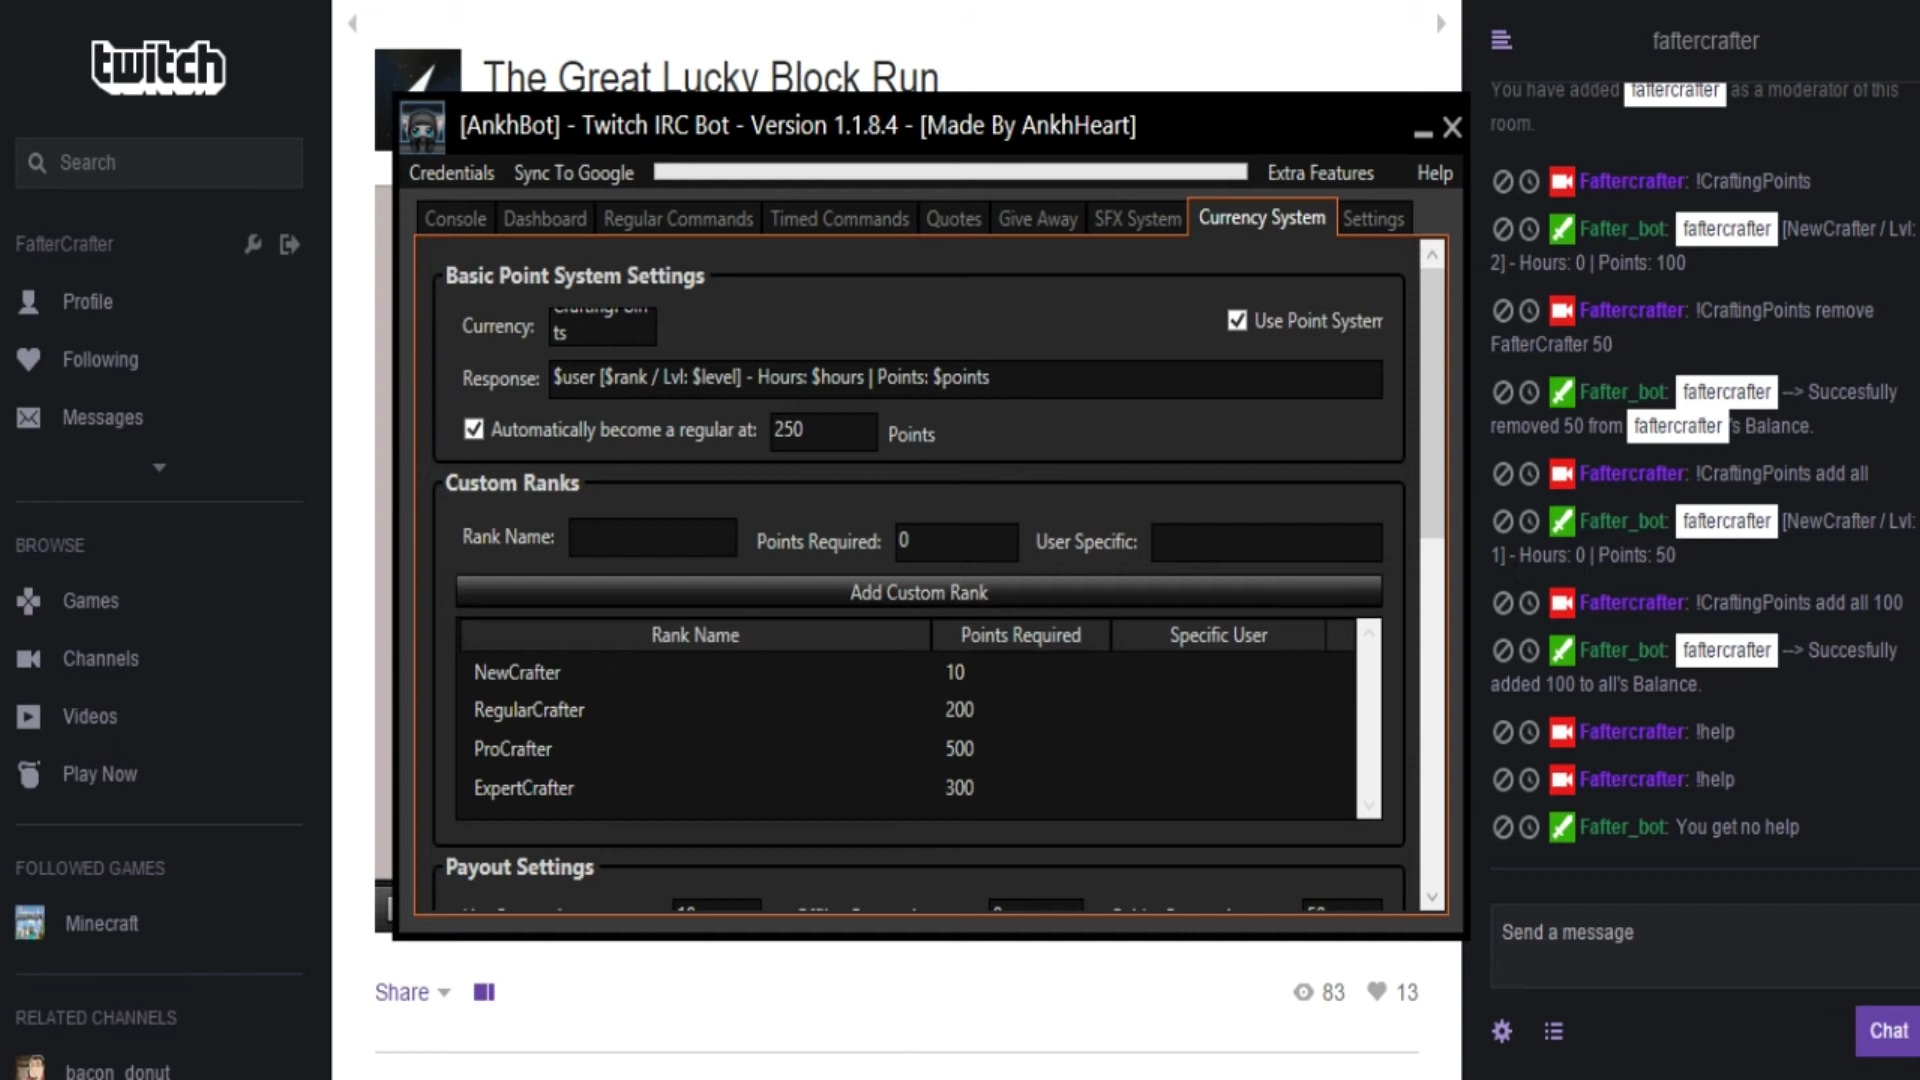 twitch
Search
FafterCrafter
Profile
Following
Messages
BROWSE
Games
Channels
Videos
Play Now
FOLLOWED GAMES
Minecraft
RELATED CHANNELS
bacon_donut
The Great Lucky Block Run
[AnkhBot] - Twitch IRC Bot - Version 1.1.8.4 - [Made By AnkhHeart]
Credentials Sync To Google Extra Features Help
Console Dashboard Regular Commands Timed Commands Quotes Give Away SFX System Currency System Settings
Basic Point System Settings
Currency: CraftingPoin
ts
Use Point System
Response: $user [$rank / Lvl: $level] - Hours: $hours | Points: $points
Automatically become a regular at: 250 Points
Custom Ranks
Rank Name: Points Required: 0 User Specific:
Add Custom Rank
Rank Name Points Required Specific User
NewCrafter 10
RegularCrafter 200
ProCrafter 500
ExpertCrafter 300
Payout Settings
Share 83 13
faftercrafter
You have added faftercrafter as a moderator of this
room.
Faftercrafter: !CraftingPoints
Fafter_bot: faftercrafter [NewCrafter / Lvl:
2] - Hours: 0 | Points: 100
Faftercrafter: !CraftingPoints remove
FafterCrafter 50
Fafter_bot: faftercrafter --> Succesfully
removed 50 from faftercrafter 's Balance.
Faftercrafter: !CraftingPoints add all
Fafter_bot: faftercrafter [NewCrafter / Lvl:
1] - Hours: 0 | Points: 50
Faftercrafter: !CraftingPoints add all 100
Fafter_bot: faftercrafter --> Succesfully
added 100 to all's Balance.
Faftercrafter: !help
Faftercrafter: !help
Fafter_bot: You get no help
Send a message
Chat